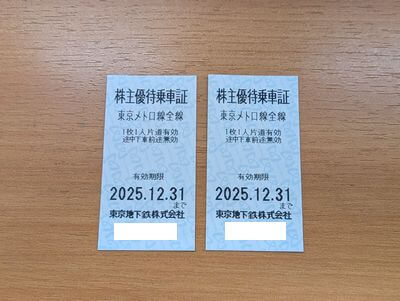 株主優待乗車証
東京メトロ線全線
1枚1人片道有効
途中下車前途無効
有効期限
2025.12.31
まで
東京地下鉄株式会社
株主優待乗車証
東京メトロ線全線
1枚1人片道有効
途中下車前途無効
有効期限
2025.12.31
まで
東京地下鉄株式会社